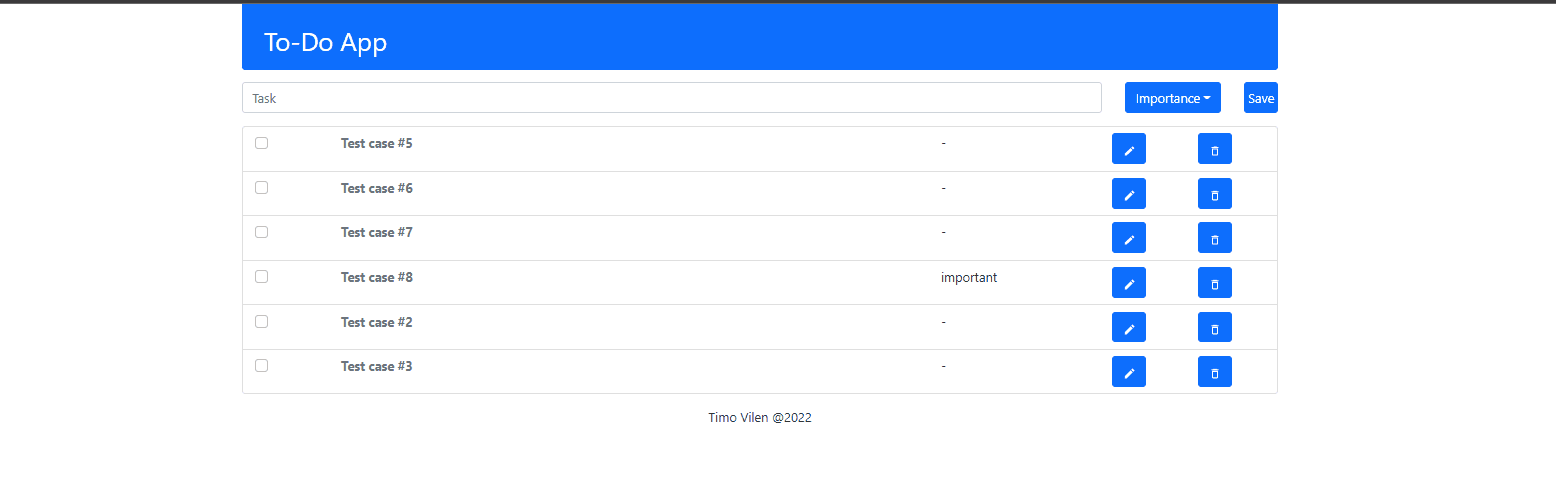 To-Do App
Task Importance Save
Test case #5 -
Test case #6 -
Test case #7 -
Test case #8 important
Test case #2 -
Test case #3 -
Timo Vilen @2022